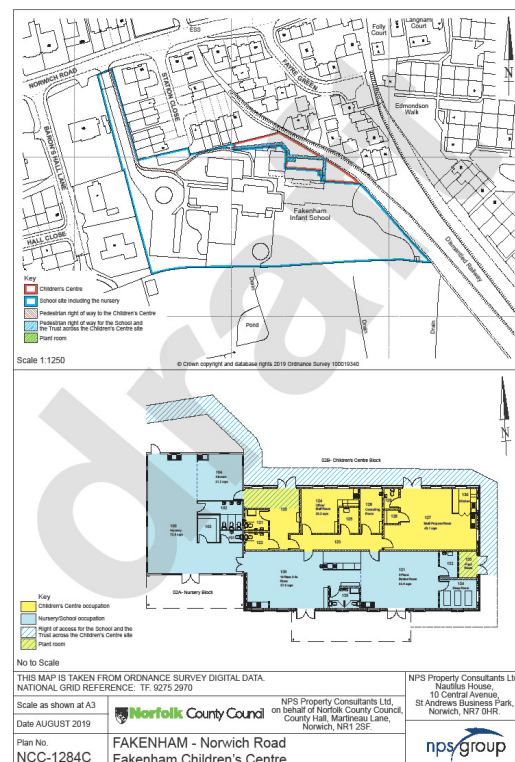 ESS
Folly
Court
Langham
Court
NORWICH ROAD
STATION CLOSE
FAYRE GREEN
Edmondson
Walk
BARON'S HALL LANE
HALL CLOSE
Fakenham
Infant School
Dismantled Railway
Drain
Drain
Drain
Pond
N
draft
Key
Children's Centre
School site including the nursery
Pedestrian right of way to the Children's Centre
Pedestrian right of way for the School and
the Trust across the Children's Centre site
Plant room
Scale 1:1250
© Crown copyright and database rights 2019 Ordnance Survey 100019340
N
02B- Children's Centre Block
02A- Nursery Block
Key
Children's Centre occupation
Nursery/School occupation
Right of access for the School and the
Trust across the Children's Centre site
Plant room
No to Scale
THIS MAP IS TAKEN FROM ORDNANCE SURVEY DIGITAL DATA.
NATIONAL GRID REFERENCE: TF. 9275 2970
Scale as shown at A3
Date AUGUST 2019
Norfolk County Council
NPS Property Consultants Ltd,
on behalf of Norfolk County Council,
County Hall, Martineau Lane,
Norwich, NR1 2SF.
NPS Property Consultants Ltd
Nautilus House,
10 Central Avenue,
St Andrews Business Park,
Norwich, NR7 0HR.
Plan No.
NCC-1284C
FAKENHAM - Norwich Road
Fakenham Children's Centre
nps group